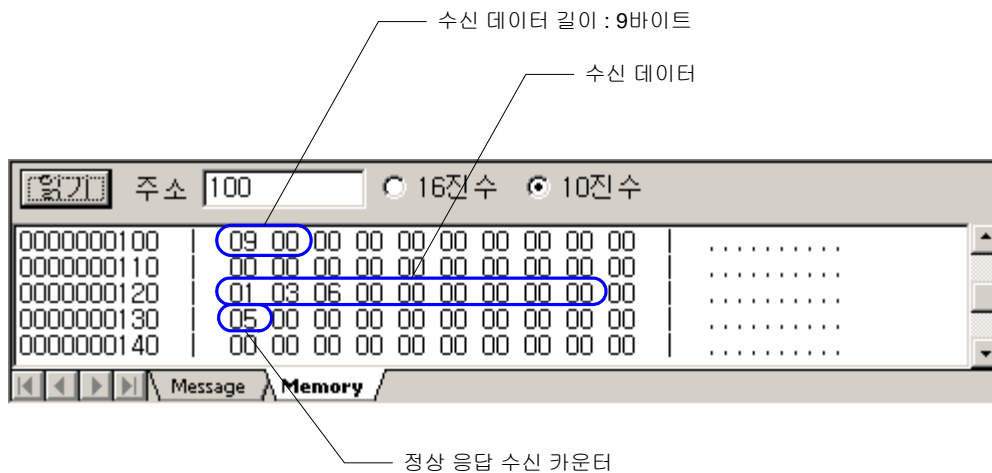 수신 데이터 길이 : 9바이트
수신 데이터
읽기 주소 100 16진수 10진수
0000000100 | 09 00 00 00 00 00 00 00 00 00 | ..........
0000000110 | 00 00 00 00 00 00 00 00 00 00 | ..........
0000000120 | 01 03 06 00 00 00 00 00 00 00 | ..........
0000000130 | 05 00 00 00 00 00 00 00 00 00 | ..........
0000000140 | 00 00 00 00 00 00 00 00 00 00 | ..........
Message Memory
정상 응답 수신 카운터